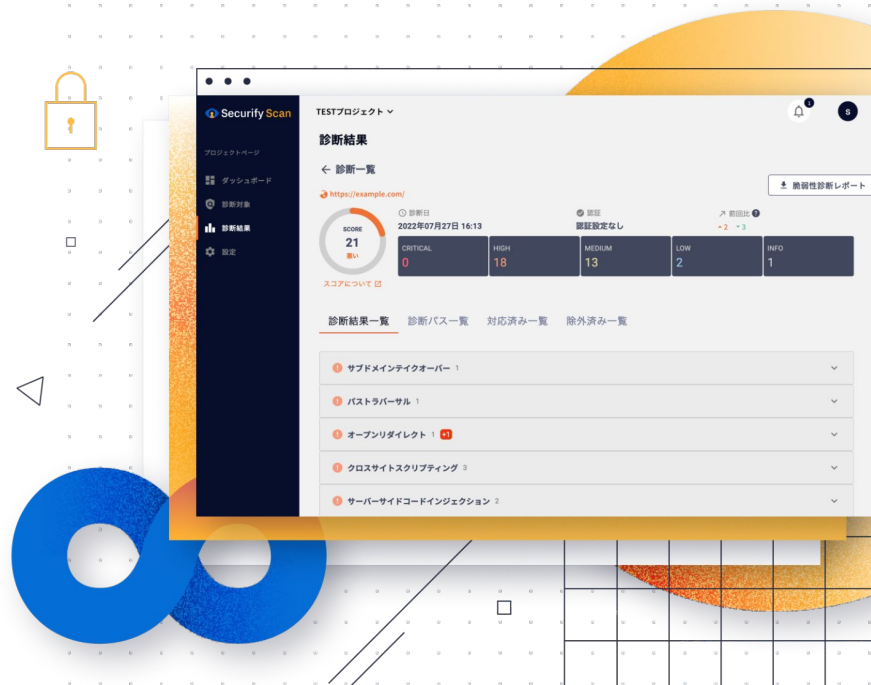 Securify Scan
プロジェクトページ
ダッシュボード
診断対象
診断結果
設定
TESTプロジェクト
1
S
診断結果
← 診断一覧
脆弱性診断レポート
https://example.com/
SCORE
21
悪い
スコアについて
診断日
2022年07月27日 16:13
認証
認証設定なし
前回比
2 3
CRITICAL
0
HIGH
18
MEDIUM
13
LOW
2
INFO
1
診断結果一覧 診断パス一覧 対応済み一覧 除外済み一覧
サブドメインテイクオーバー 1
パストラバーサル 1
オープンリダイレクト 1 +1
クロスサイトスクリプティング 3
サーバーサイドコードインジェクション 2